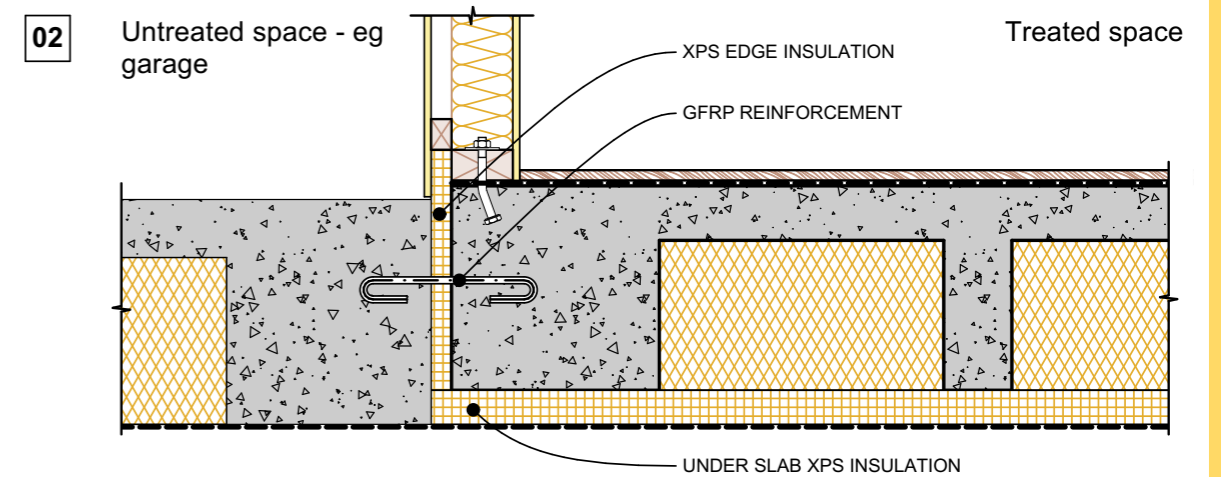 02
Untreated space - eg
garage
Treated space
XPS EDGE INSULATION
GFRP REINFORCEMENT
UNDER SLAB XPS INSULATION